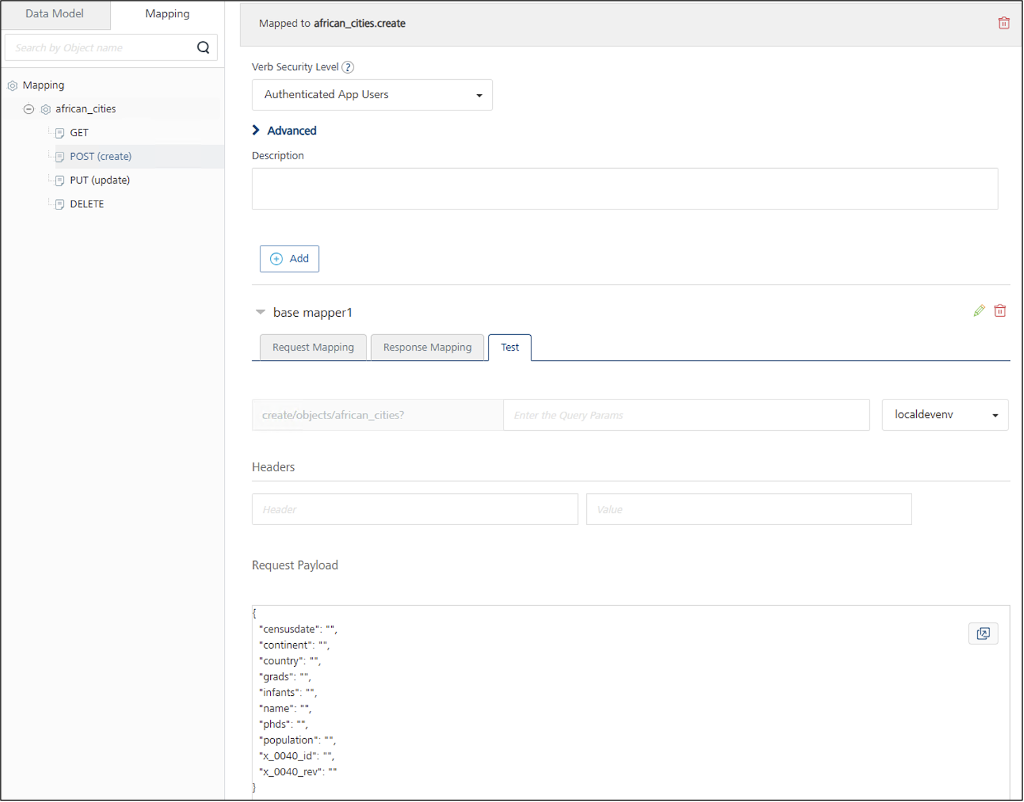 Data Model
Mapping
Search by Object name
Mapping
african_cities
GET
POST (create)
PUT (update)
DELETE
Mapped to african_cities.create
Verb Security Level ?
Authenticated App Users
Advanced
Description
Add
base mapper1
Request Mapping
Response Mapping
Test
create/objects/african_cities?
Enter the Query Params
localdevenv
Headers
Header
Value
Request Payload
{
"censusdate": "",
"continent": "",
"country": "",
"grads": "",
"infants": "",
"name": "",
"phds": "",
"population": "",
"x_0040_id": "",
"x_0040_rev": ""
}